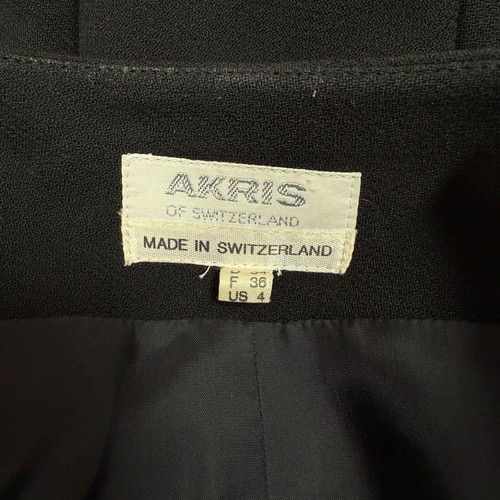 AKRIS
OF SWITZERLAND
MADE IN SWITZERLAND
F 36
US 4